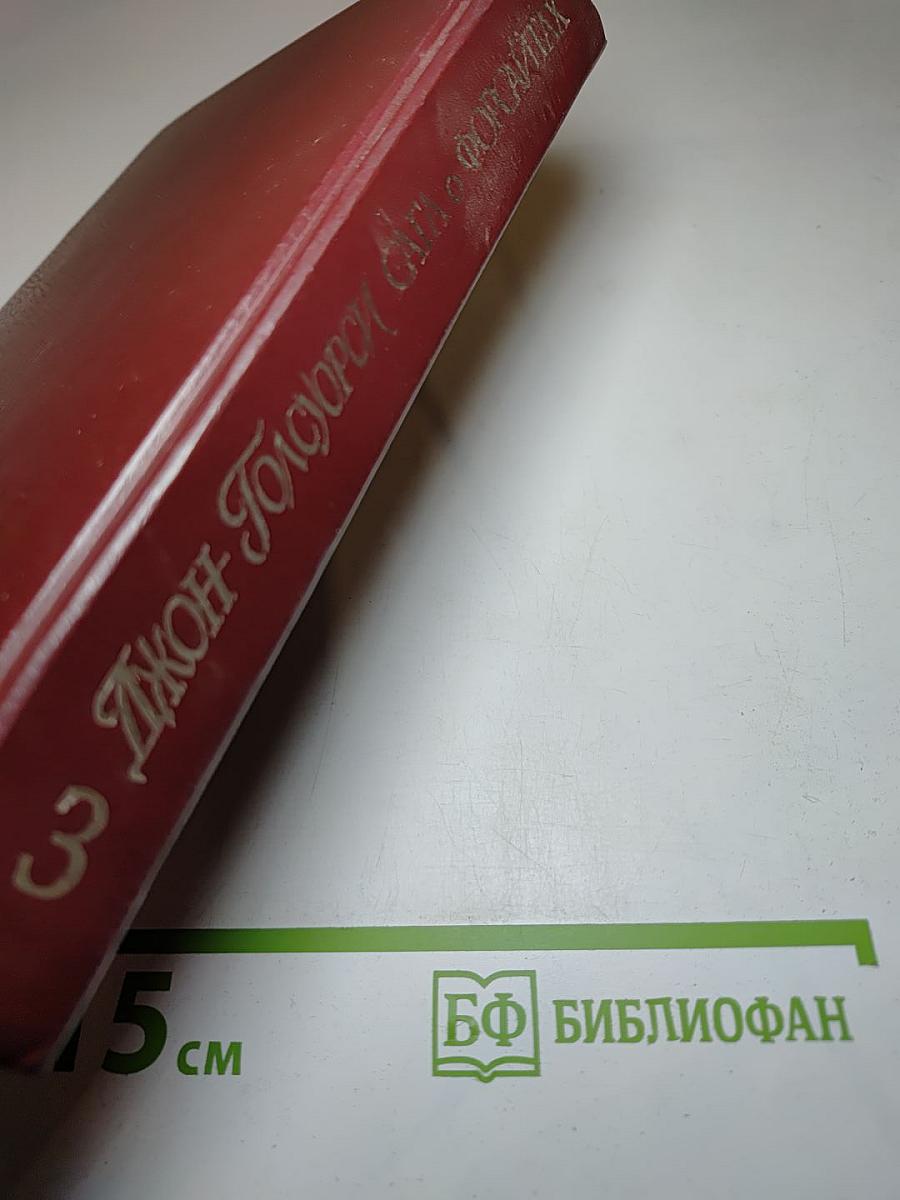 3 Джон Голсуорси Сага о Форсайтах
15 см
БФ БИБЛИОФАН